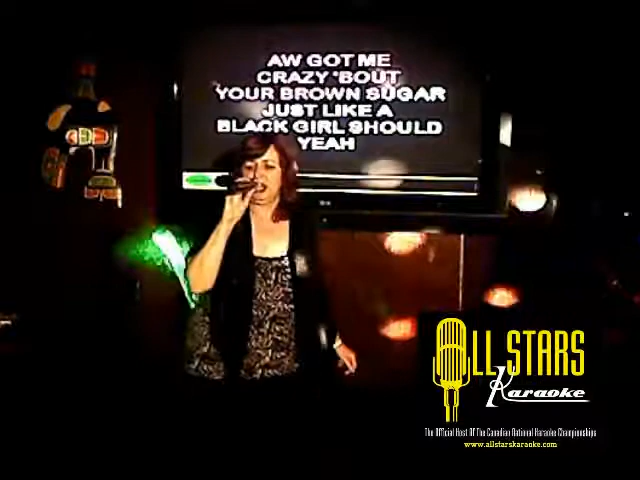 AW GOT ME
CRAZY 'BOUT
YOUR BROWN SUGAR
JUST LIKE A
BLACK GIRL SHOULD
YEAH
ALL STARS
Karaoke
The Official Host Of The Canadian National Karaoke Championships
www.allstarskaraoke.com